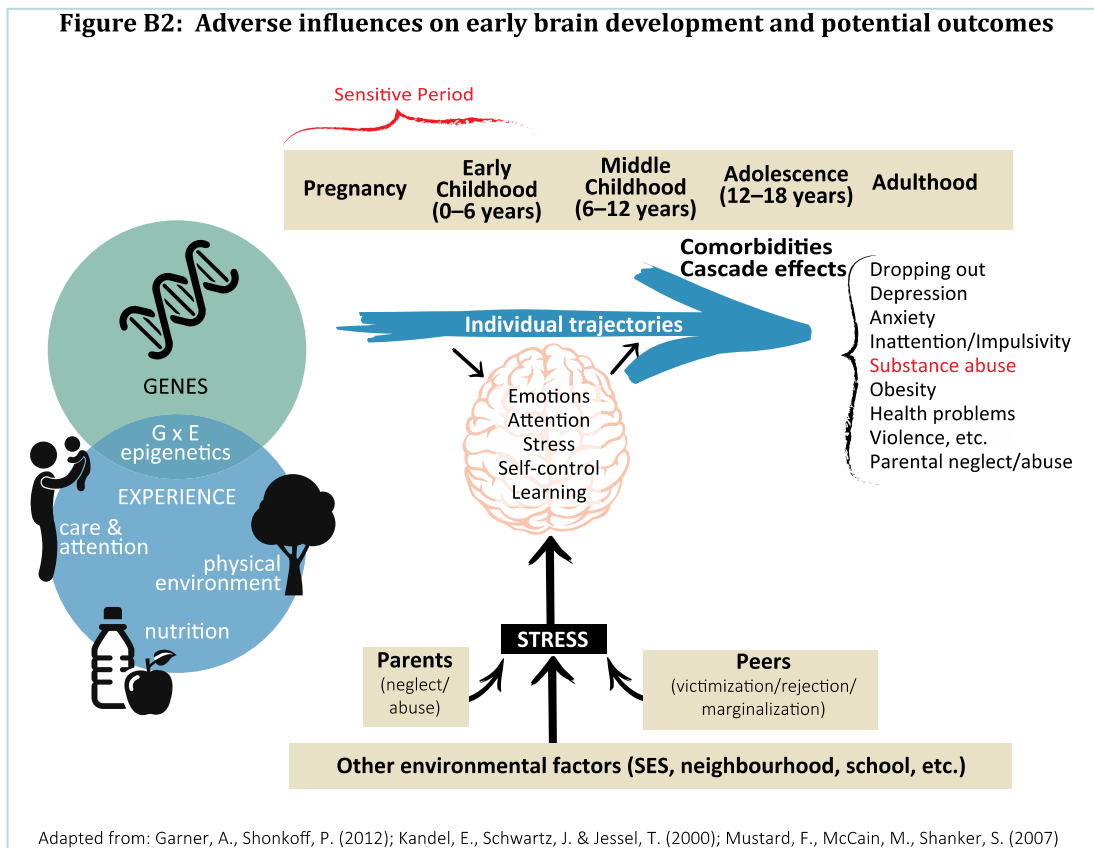 Figure B2:  Adverse influences on early brain development and potential outcomes
Sensitive Period
Pregnancy
Early
Childhood
(0–6 years)
Middle
Childhood
(6–12 years)
Adolescence
(12–18 years)
Adulthood
Comorbidities
Cascade effects
Individual trajectories
Dropping out
Depression
Anxiety
Inattention/Impulsivity
Substance abuse
Obesity
Health problems
Violence, etc.
Parental neglect/abuse
GENES
G x E
epigenetics
EXPERIENCE
care &
attention
physical
environment
nutrition
Emotions
Attention
Stress
Self-control
Learning
STRESS
Parents
(neglect/
abuse)
Peers
(victimization/rejection/
marginalization)
Other environmental factors (SES, neighbourhood, school, etc.)
Adapted from: Garner, A., Shonkoff, P. (2012); Kandel, E., Schwartz, J. & Jessel, T. (2000); Mustard, F., McCain, M., Shanker, S. (2007)